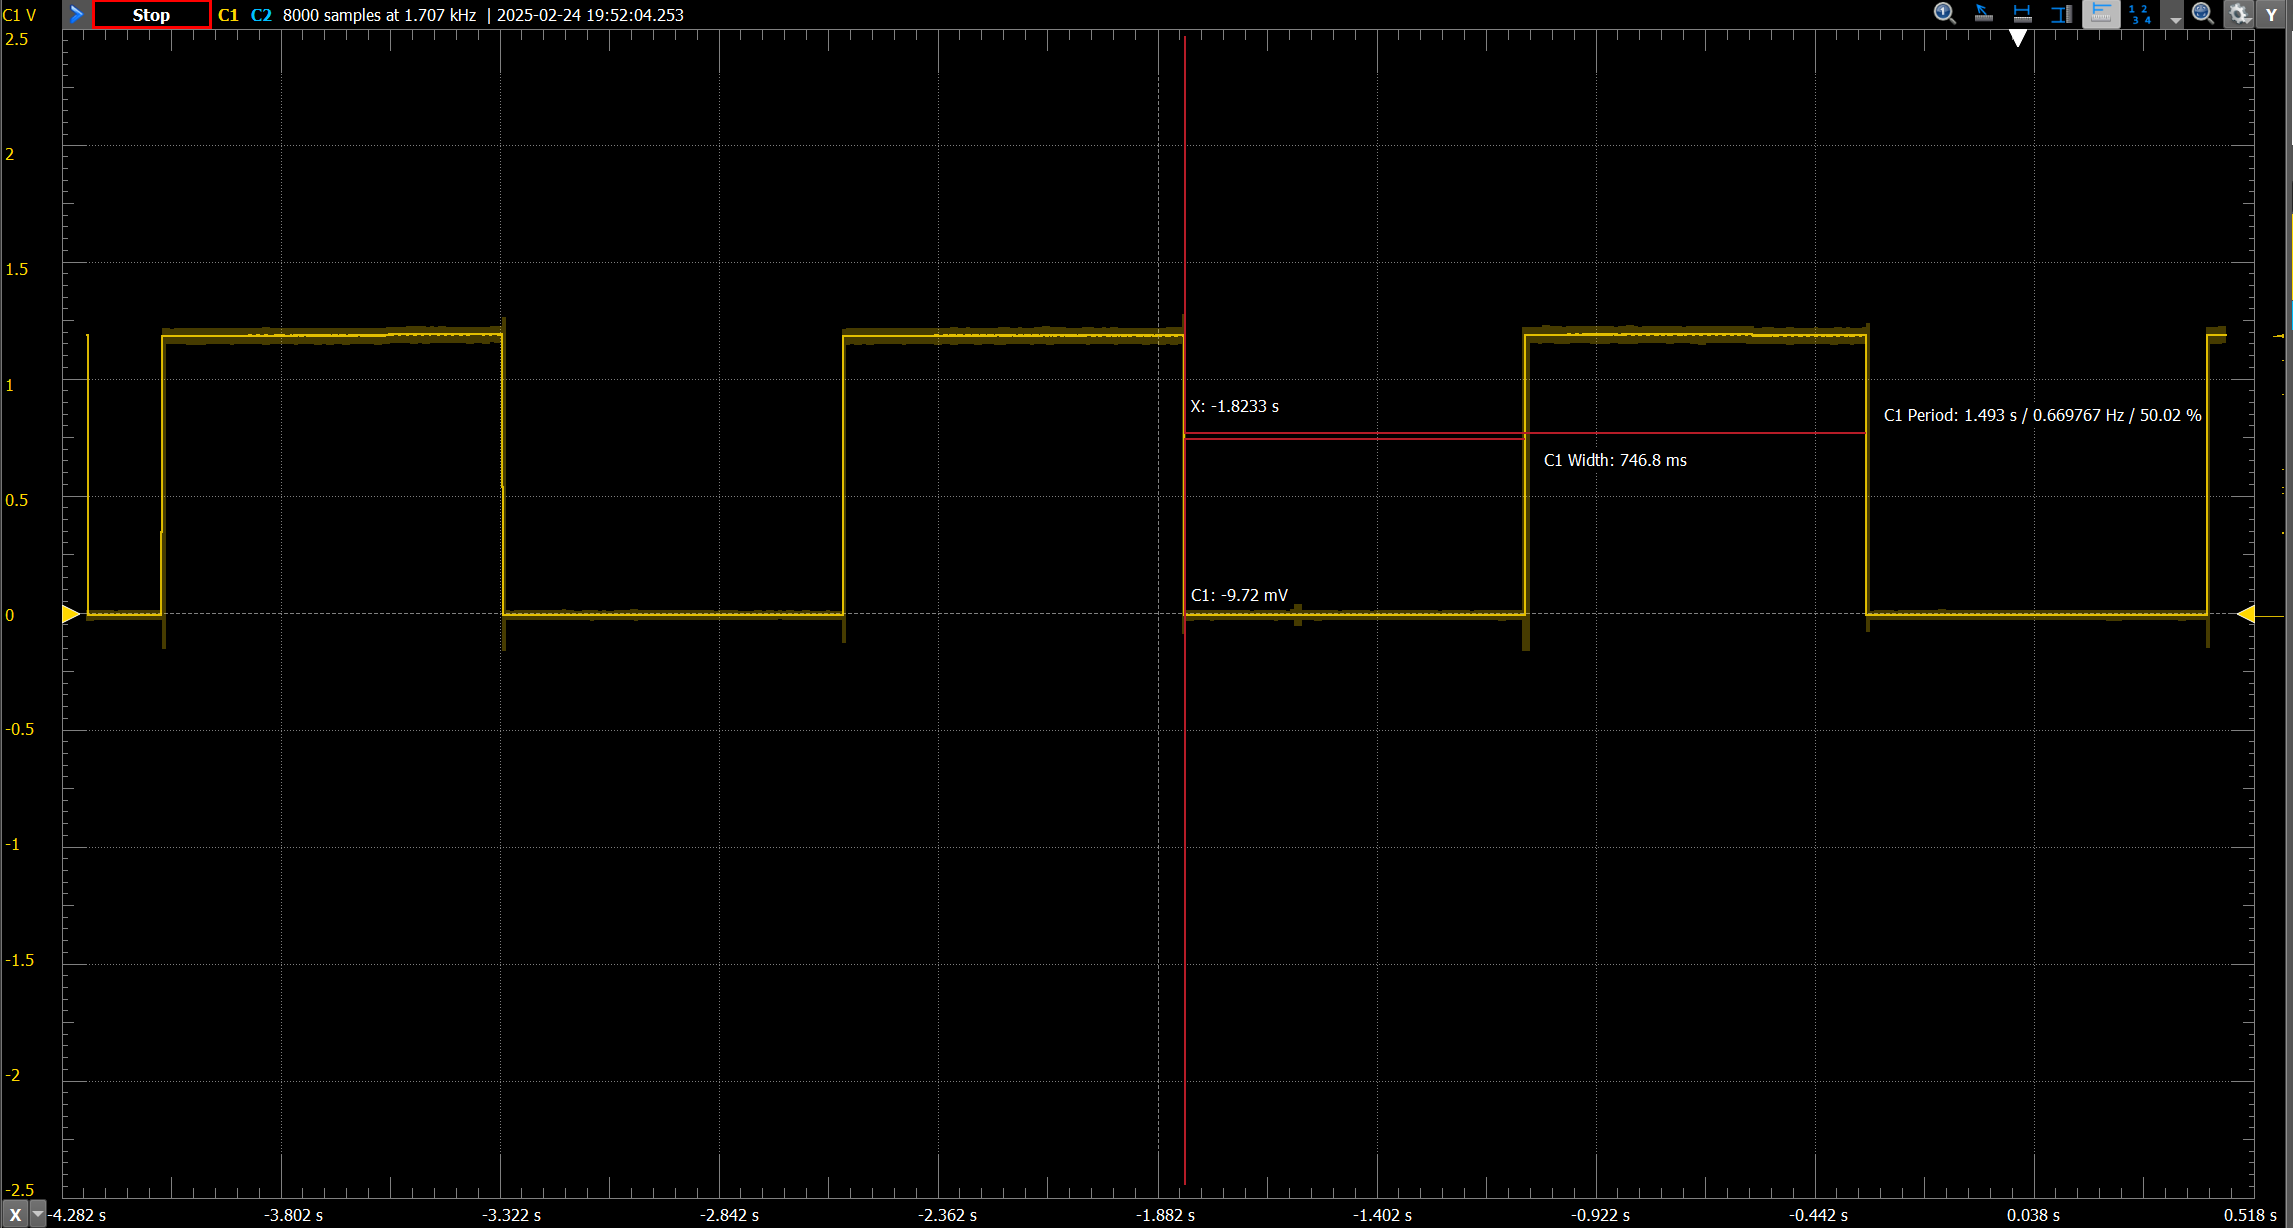 C1 V Stop C1 C2 8000 samples at 1.707 kHz | 2025-02-24 19:52:04.253 1 2 3 4 Y
2.5
2
1.5
1
0.5
0
-0.5
-1
-1.5
-2
-2.5
X: -1.8233 s
C1 Period: 1.493 s / 0.669767 Hz / 50.02 %
C1 Width: 746.8 ms
C1: -9.72 mV
X -4.282 s -3.802 s -3.322 s -2.842 s -2.362 s -1.882 s -1.402 s -0.922 s -0.442 s 0.038 s 0.518 s